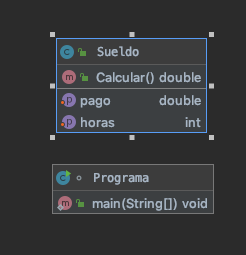 Sueldo
Calcular() double
pago double
horas int
Programa
main(String[]) void